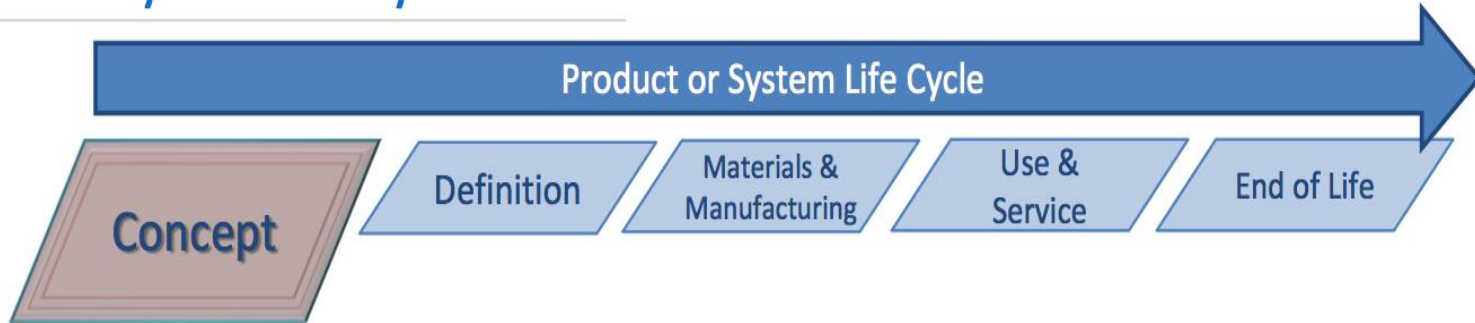 Product or System Life Cycle
Concept
Definition
Materials &
Manufacturing
Use &
Service
End of Life